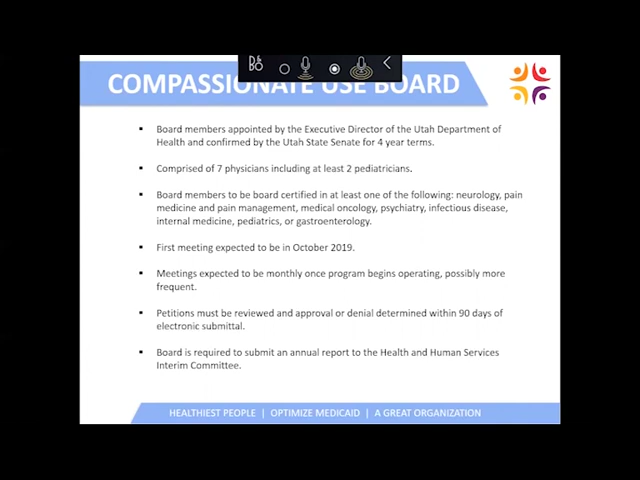 COMPASSIONATE USE BOARD
▪ Board members appointed by the Executive Director of the Utah Department of
Health and confirmed by the Utah State Senate for 4 year terms.
▪ Comprised of 7 physicians including at least 2 pediatricians.
▪ Board members to be board certified in at least one of the following: neurology, pain
medicine and pain management, medical oncology, psychiatry, infectious disease,
internal medicine, pediatrics, or gastroenterology.
▪ First meeting expected to be in October 2019.
▪ Meetings expected to be monthly once program begins operating, possibly more
frequent.
▪ Petitions must be reviewed and approval or denial determined within 90 days of
electronic submittal.
▪ Board is required to submit an annual report to the Health and Human Services
Interim Committee.
HEALTHIEST PEOPLE | OPTIMIZE MEDICAID | A GREAT ORGANIZATION